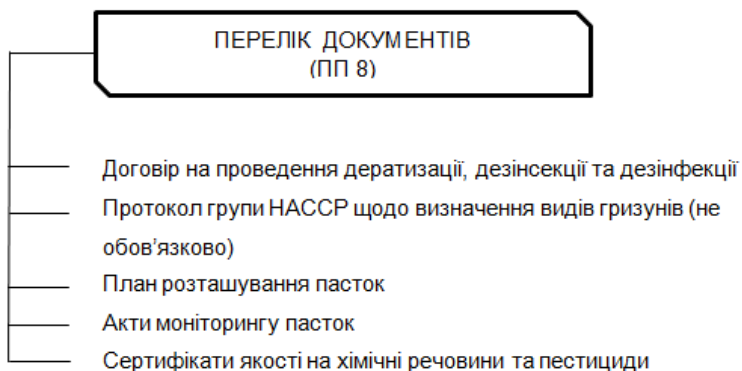 ПЕРЕЛІК ДОКУМЕНТІВ
(ПП 8)
Договір на проведення дератизації, дезінсекції та дезінфекції
Протокол групи НАССР щодо визначення видів гризунів (не
обов’язково)
План розташування пасток
Акти моніторингу пасток
Сертифікати якості на хімічні речовини та пестициди